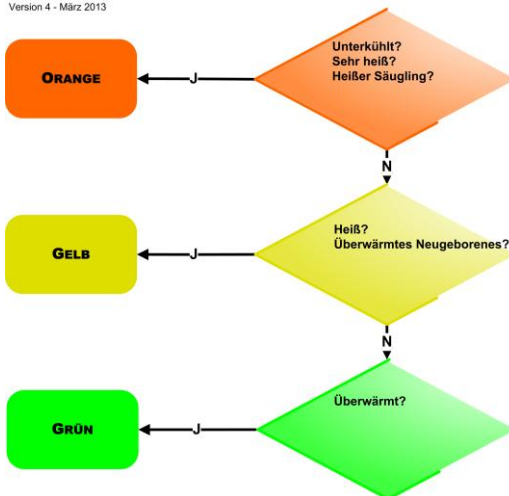 Version 4 - März 2013
Unterkühlt?
Sehr heiß?
Heißer Säugling?
ORANGE
J
N
Heiß?
Überwärmtes Neugeborenes?
GELB
J
N
Überwärmt?
GRÜN
J